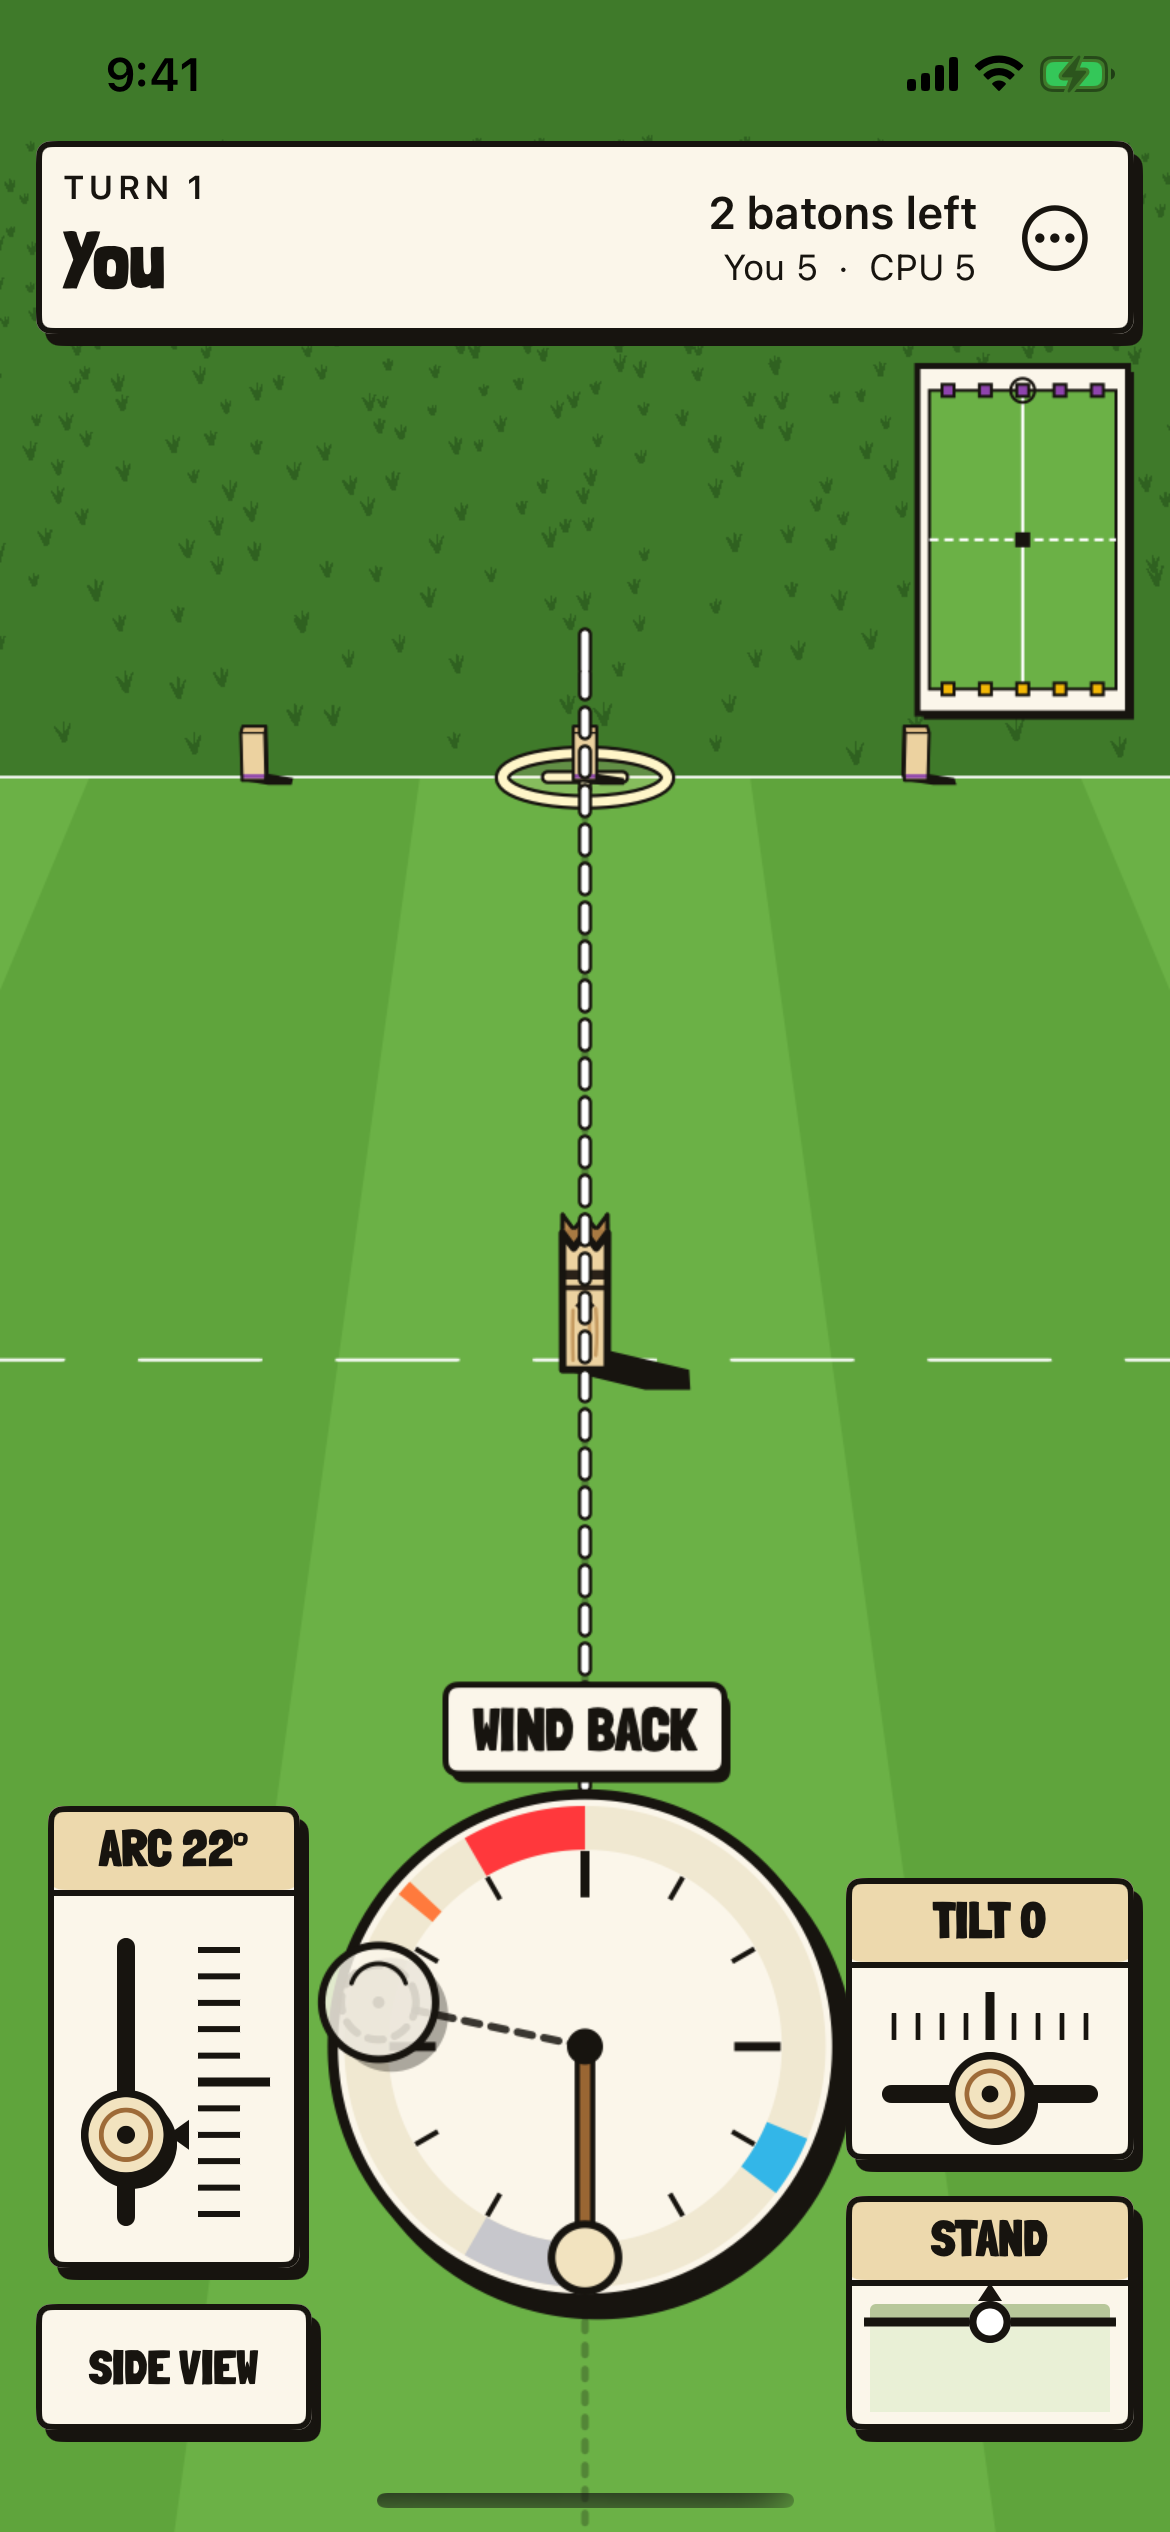 9:41
TURN 1
You
2 batons left
You 5 · CPU 5
WIND BACK
ARC 22°
TILT 0
STAND
SIDE VIEW